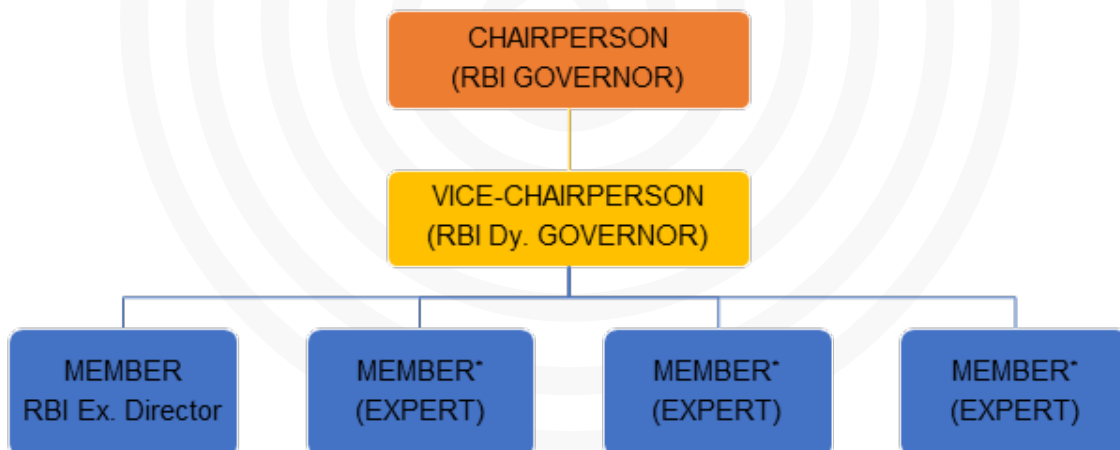 CHAIRPERSON
(RBI GOVERNOR)
VICE-CHAIRPERSON
(RBI Dy. GOVERNOR)
MEMBER
RBI Ex. Director
MEMBER*
(EXPERT)
MEMBER*
(EXPERT)
MEMBER*
(EXPERT)